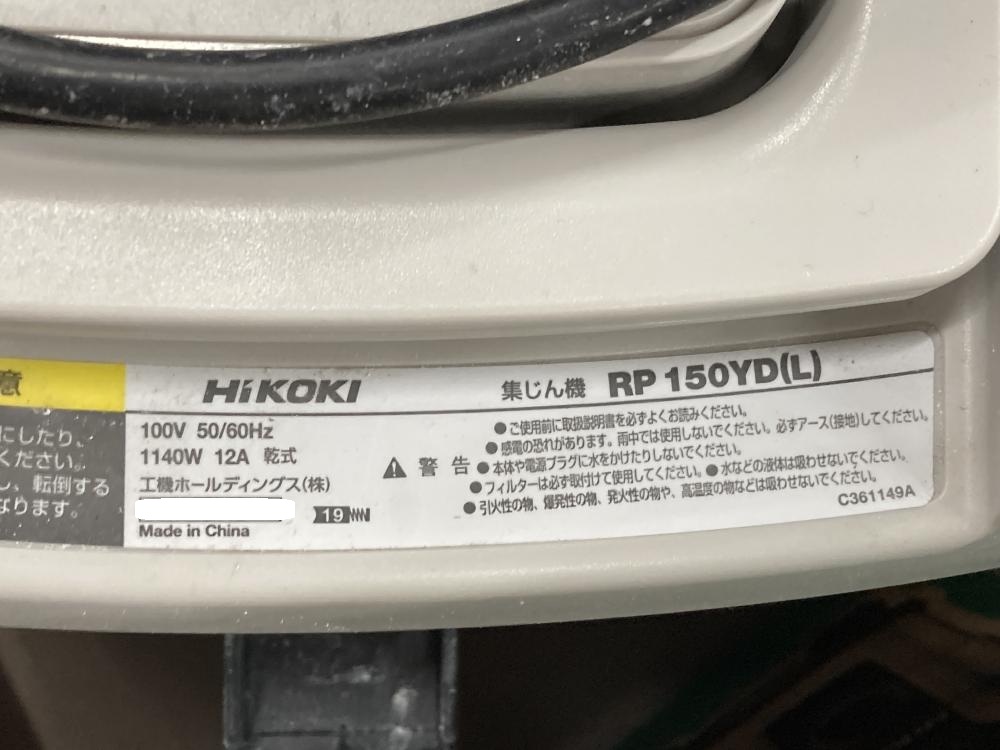 意
にしたり、
ください。
し、転倒する
なります。
HiKOKI
集じん機 RP 150YD(L)
100V 50/60Hz
1140W 12A 乾式
工機ホールディングス(株)
19
Made in China
警告
●ご使用前に取扱説明書を必ずよくお読みください。
●感電の恐れがあります。雨中では使用しないでください。必ずアース(接地)してください。
●本体や電源プラグに水をかけたりしないでください。
●フィルターは必ず取付けて使用してください。●水などの液体は吸わせないでください。
●引火性の物、爆発性の物、発火性の物や、高温度の物などは吸わせないでください。
C361149A